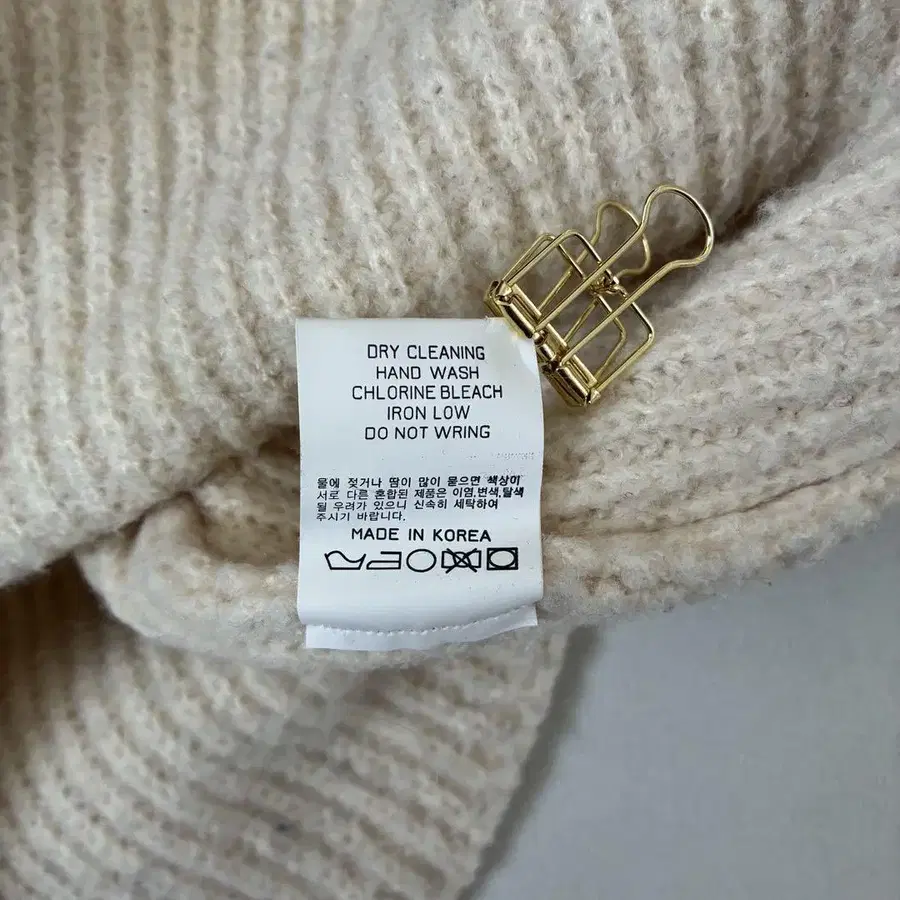 DRY CLEANING
HAND WASH
CHLORINE BLEACH
IRON LOW
DO NOT WRING
물에 젖거나 땀이 많이 묻으면 색상이
서로 다른 혼합된 제품은 이염,변색,탈색
될 우려가 있으니 신속히 세탁하여
주시기 바랍니다.
MADE IN KOREA